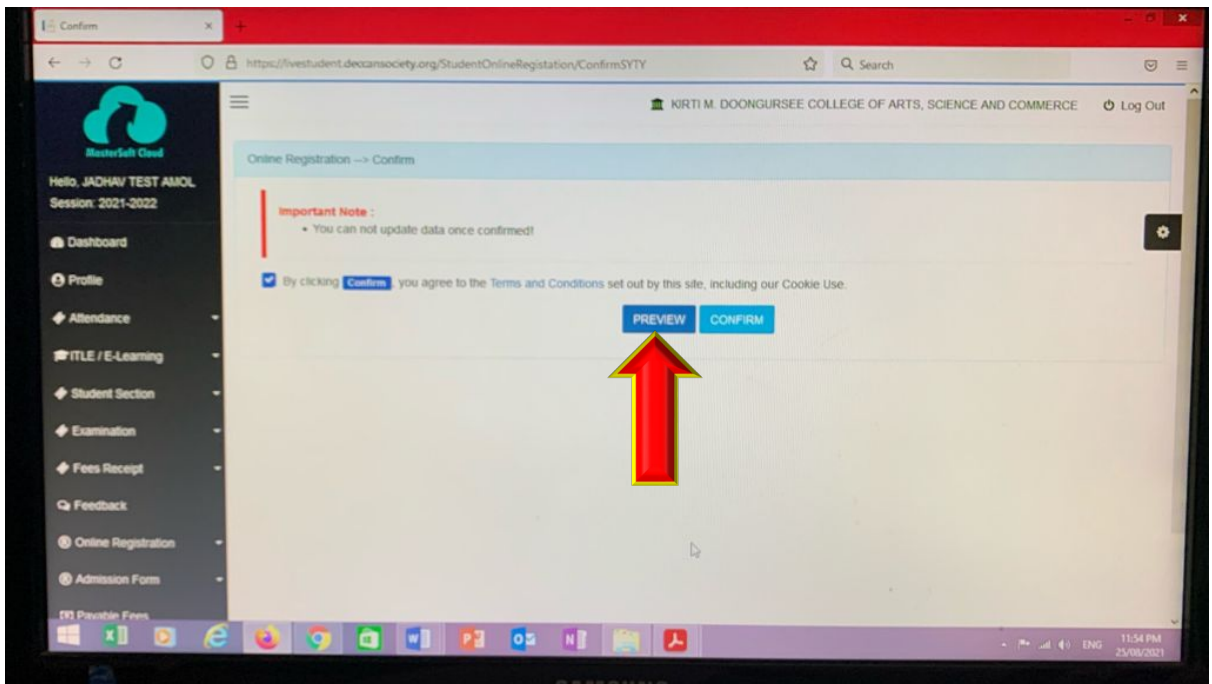 Confirm
https://livestudent.deccansociety.org/StudentOnlineRegistation/ConfirmSYTY
Search
MasterSoft Cloud
KIRTI M. DOONGURSEE COLLEGE OF ARTS, SCIENCE AND COMMERCE
Log Out
Hello, JADHAV TEST AMOL
Session: 2021-2022
Online Registration --> Confirm
Important Note :
• You can not update data once confirmed!
By clicking Confirm, you agree to the Terms and Conditions set out by this site, including our Cookie Use.
PREVIEW CONFIRM
Dashboard
Profile
Attendance
ITLE / E-Learning
Student Section
Examination
Fees Receipt
Feedback
Online Registration
Admission Form
Payable Fees
ENG
11:54 PM
25/08/2021